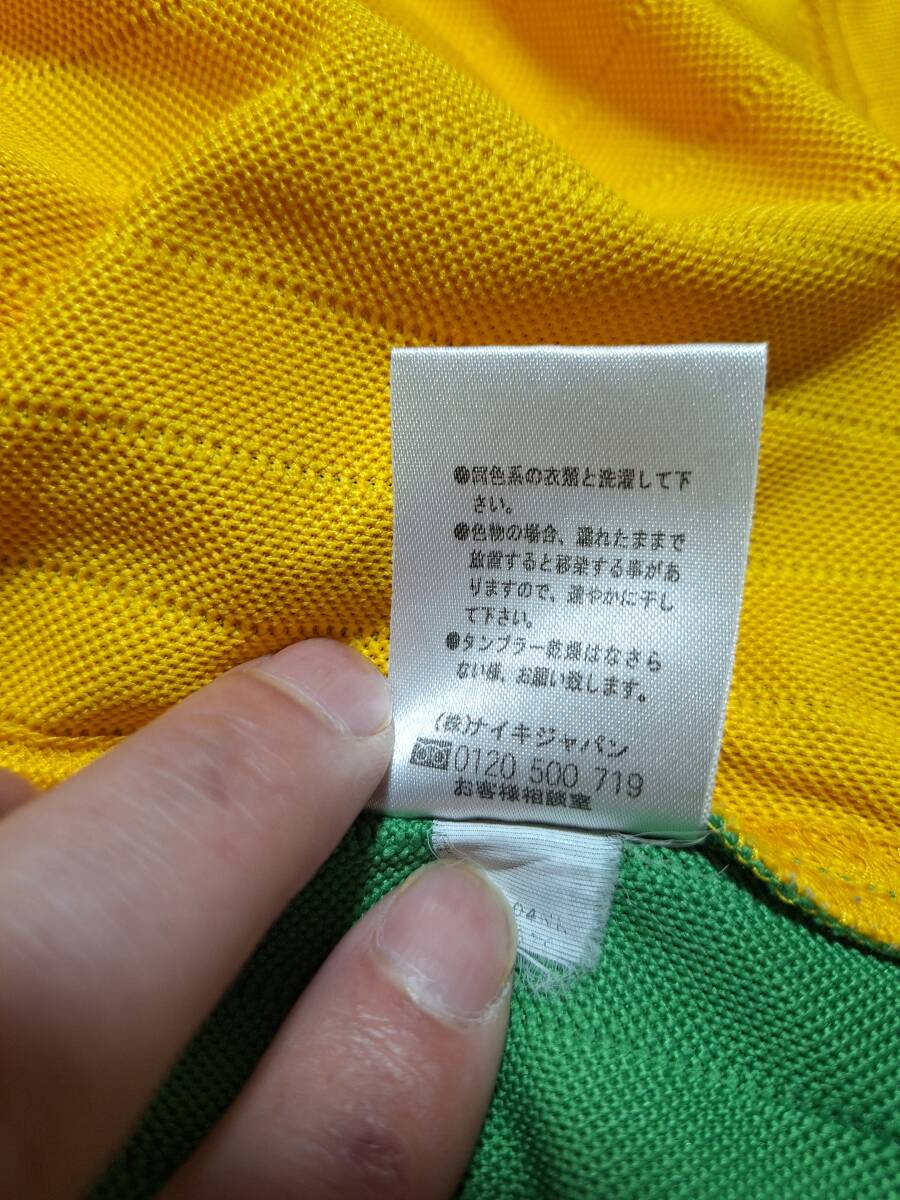 ●同色系の衣類と洗濯して下
さい。
●色物の場合、濡れたままで
放置すると移染する事があ
りますので、速やかに干し
て下さい。
●タンブラー乾燥はなさら
ない様、お願い致します。
(株)ナイキジャパン
0120 500 719
お客様相談室
04